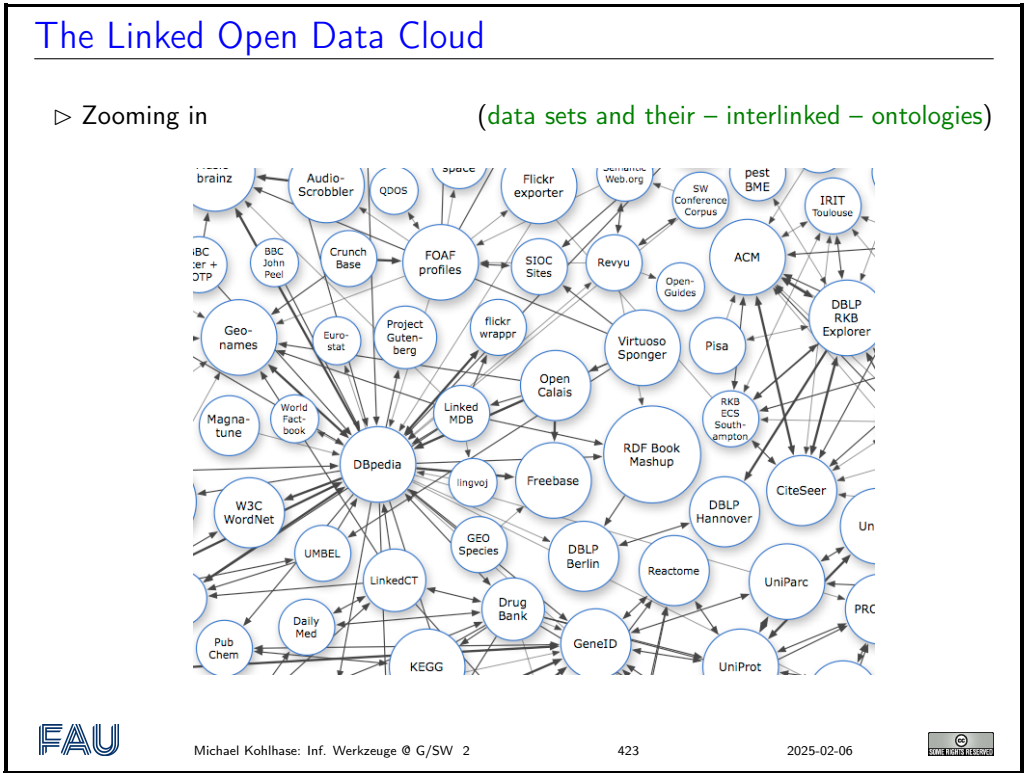 The Linked Open Data Cloud
▷ Zooming in (data sets and their – interlinked – ontologies)
brainz
Audio-
Scrobbler
QDOS
space
Flickr
exporter
Semantic
Web.org
SW
Conference
Corpus
pest
BME
IRIT
Toulouse
BBC
John
Peel
Crunch
Base
FOAF
profiles
SIOC
Sites
Revyu
Open-
Guides
ACM
DBLP
RKB
Explorer
Geo-
names
Euro-
stat
Project
Guten-
berg
flickr
wrappr
Virtuoso
Sponger
Pisa
Open
Calais
Magna-
tune
World
Fact-
book
Linked
MDB
RKB
ECS
South-
ampton
DBpedia
lingvoj
Freebase
RDF Book
Mashup
CiteSeer
W3C
WordNet
DBLP
Hannover
Un
UMBEL
GEO
Species
DBLP
Berlin
Reactome
UniParc
LinkedCT
Drug
Bank
PRO
Daily
Med
Pub
Chem
KEGG
GeneID
UniProt
FAU
Michael Kohlhase: Inf. Werkzeuge @ G/SW 2
423
2025-02-06
cc
SOME RIGHTS RESERVED